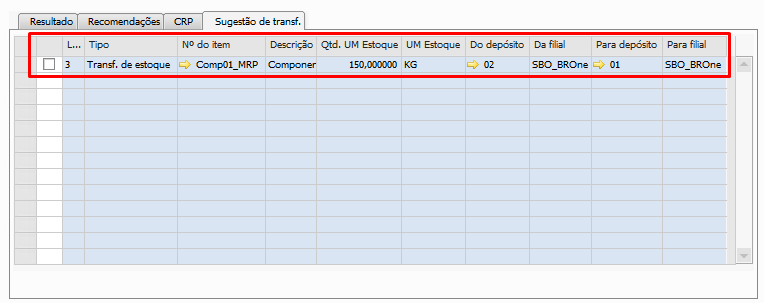 Resultado Recomendações CRP Sugestão de transf.
L... Tipo Nº do item Descrição Qtd. UM Estoque UM Estoque Do depósito Da filial Para depósito Para filial
3 Transf. de estoque Comp01_MRP Componer 150,000000 KG 02 SBO_BROne 01 SBO_BROne